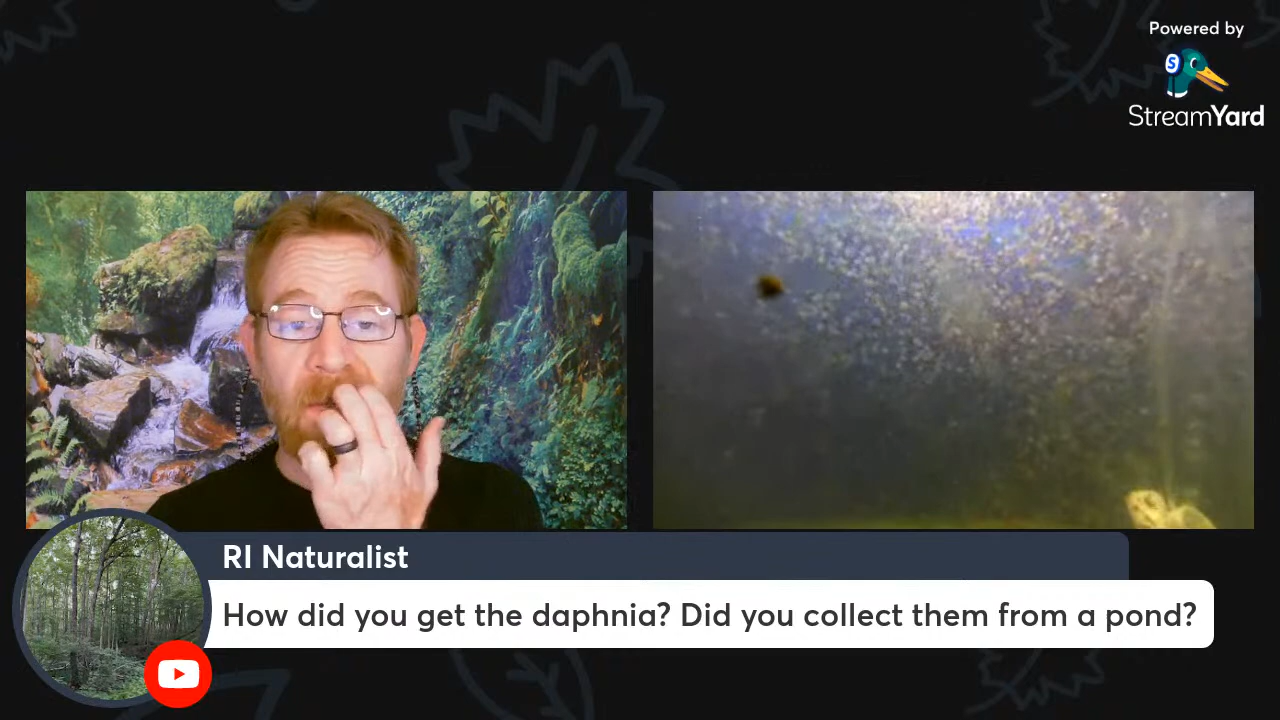 Powered by
StreamYard
RI Naturalist
How did you get the daphnia? Did you collect them from a pond?